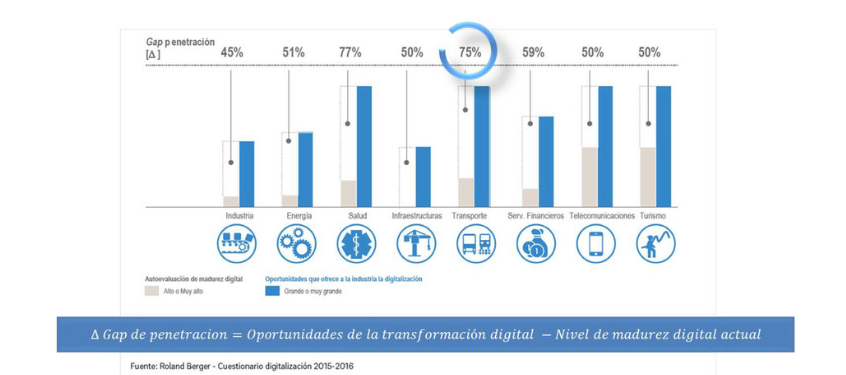 Gap p enetración
[Δ]
45% 51% 77% 50% 75% 59% 50% 50%
Industria Energía Salud Infraestructuras Transporte Serv. Financieros Telecomunicaciones Turismo
Autoevaluación de madurez digital
Alto o Muy alto
Oportunidades que ofrece a la industria la digitalización
Grande o muy grande
Δ Gap de penetracion = Oportunidades de la transformación digital − Nivel de madurez digital actual
Fuente: Roland Berger - Cuestionario digitalización 2015-2016